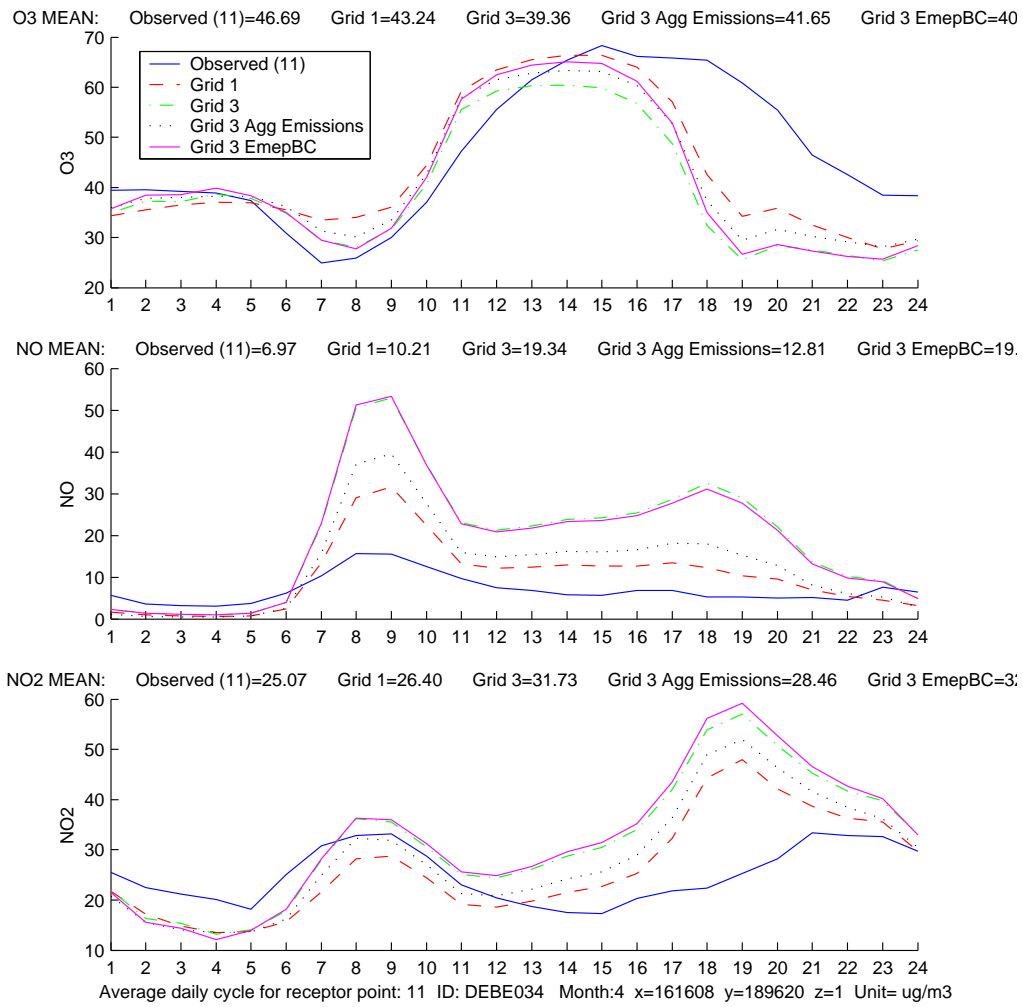 O3 MEAN: Observed (11)=46.69 Grid 1=43.24 Grid 3=39.36 Grid 3 Agg Emissions=41.65 Grid 3 EmepBC=40
70
60
50
40
30
20
O3
Observed (11)
Grid 1
Grid 3
Grid 3 Agg Emissions
Grid 3 EmepBC
1 2 3 4 5 6 7 8 9 10 11 12 13 14 15 16 17 18 19 20 21 22 23 24
NO MEAN: Observed (11)=6.97 Grid 1=10.21 Grid 3=19.34 Grid 3 Agg Emissions=12.81 Grid 3 EmepBC=19.
60
50
40
30
20
10
0
NO
1 2 3 4 5 6 7 8 9 10 11 12 13 14 15 16 17 18 19 20 21 22 23 24
NO2 MEAN: Observed (11)=25.07 Grid 1=26.40 Grid 3=31.73 Grid 3 Agg Emissions=28.46 Grid 3 EmepBC=32
60
50
40
30
20
10
NO2
1 2 3 4 5 6 7 8 9 10 11 12 13 14 15 16 17 18 19 20 21 22 23 24
Average daily cycle for receptor point: 11 ID: DEBE034 Month:4 x=161608 y=189620 z=1 Unit= ug/m3